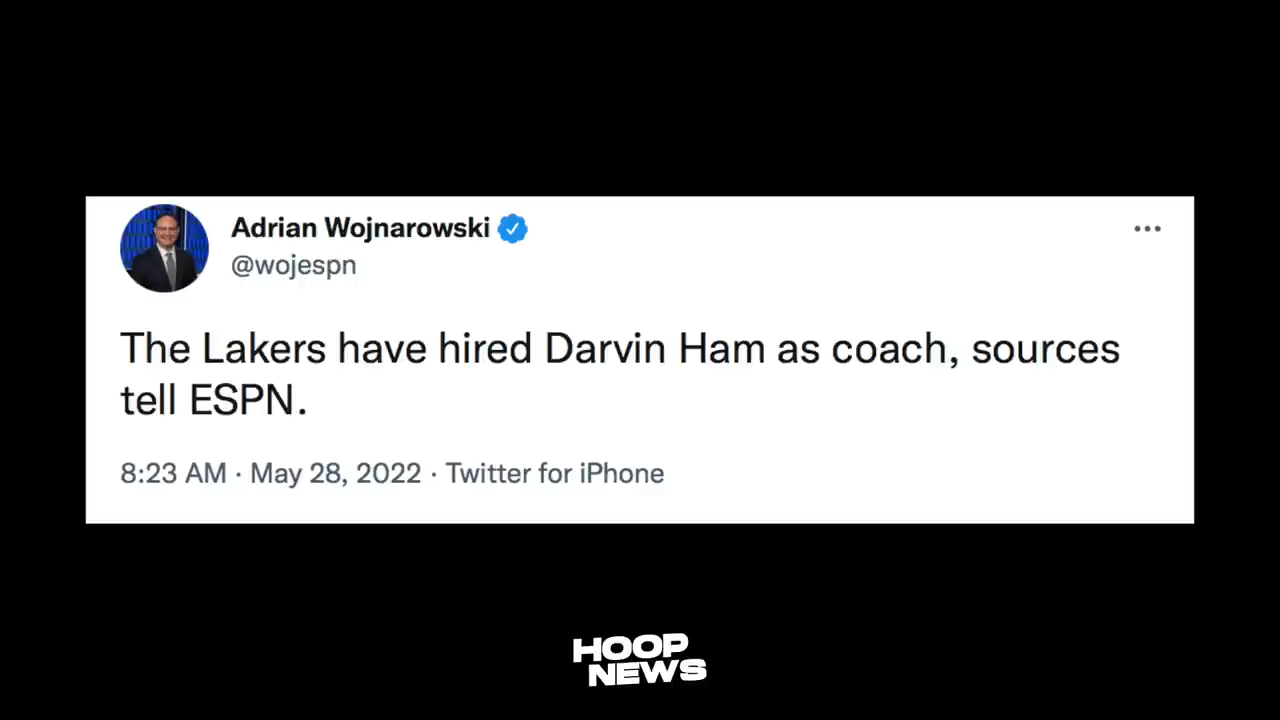 Adrian Wojnarowski
@wojespn
The Lakers have hired Darvin Ham as coach, sources
tell ESPN.
8:23 AM · May 28, 2022 · Twitter for iPhone
HOOP
NEWS